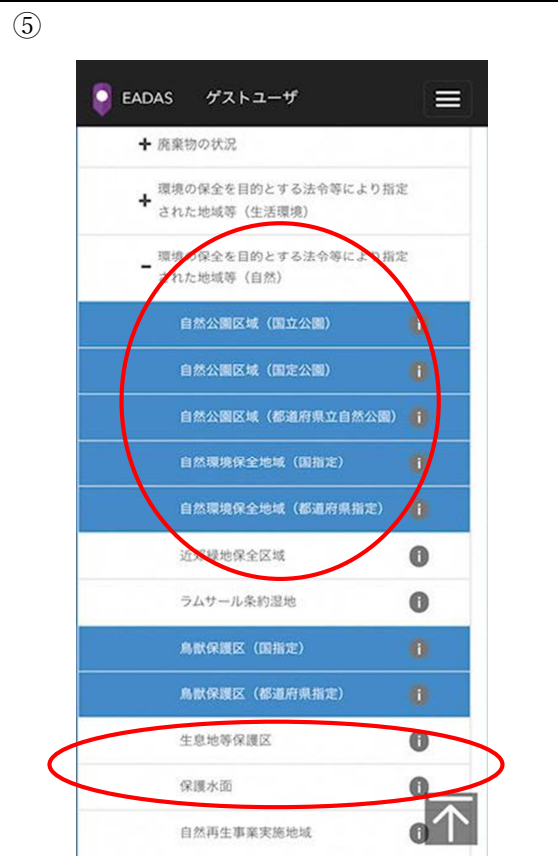 ⑤
EADAS ゲストユーザ
+ 廃棄物の状況
+ 環境の保全を目的とする法令等により指定
された地域等（生活環境）
- 環境の保全を目的とする法令等により指定
された地域等（自然）
自然公園区域（国立公園）
自然公園区域（国定公園）
自然公園区域（都道府県立自然公園）
自然環境保全地域（国指定）
自然環境保全地域（都道府県指定）
近郊緑地保全区域
ラムサール条約湿地
鳥獣保護区（国指定）
鳥獣保護区（都道府県指定）
生息地等保護区
保護水面
自然再生事業実施地域